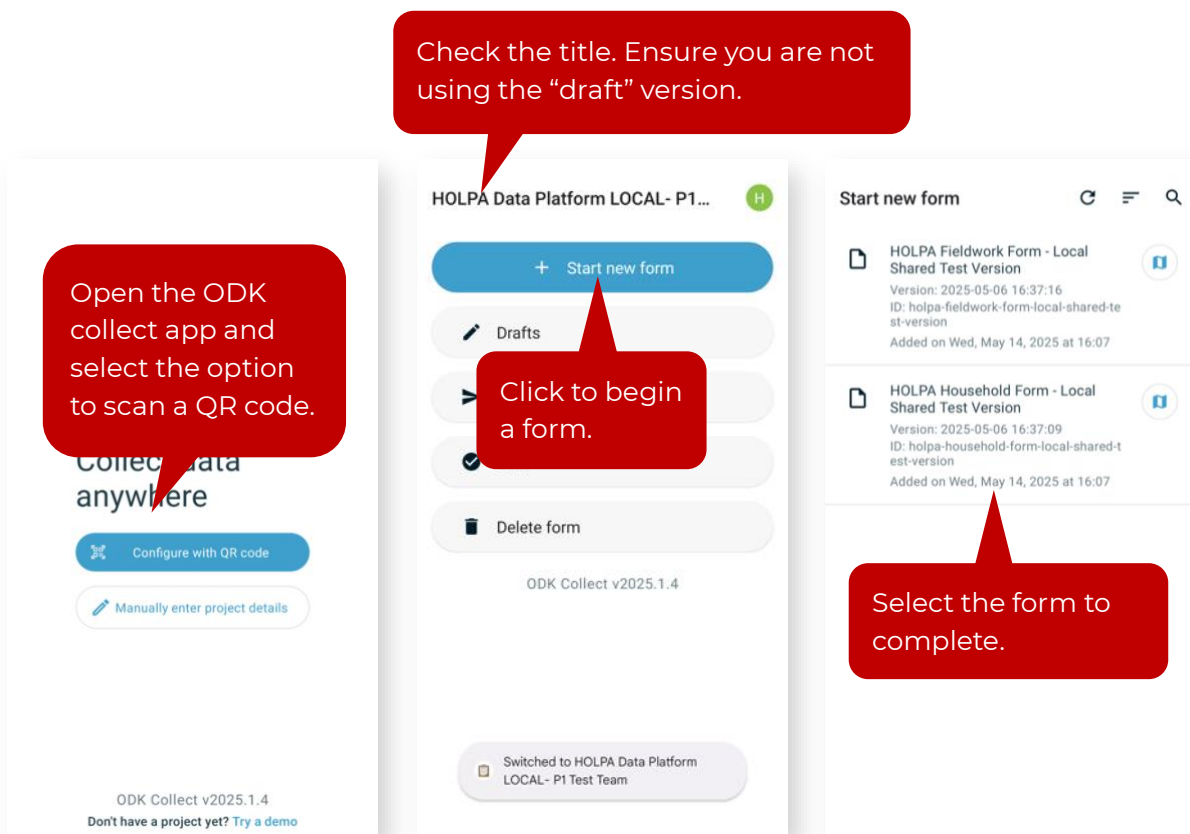 Check the title. Ensure you are not
using the “draft” version.
Open the ODK
collect app and
select the option
to scan a QR code.
anywhere
Configure with QR code
Manually enter project details
ODK Collect v2025.1.4
Don't have a project yet? Try a demo
HOLPA Data Platform LOCAL- P1...
H
+ Start new form
Drafts
Click to begin
a form.
Delete form
ODK Collect v2025.1.4
Switched to HOLPA Data Platform
LOCAL- P1 Test Team
Start new form
HOLPA Fieldwork Form - Local
Shared Test Version
Version: 2025-05-06 16:37:16
ID: holpa-fieldwork-form-local-shared-te
st-version
Added on Wed, May 14, 2025 at 16:07
HOLPA Household Form - Local
Shared Test Version
Version: 2025-05-06 16:37:09
ID: holpa-household-form-local-shared-t
est-version
Added on Wed, May 14, 2025 at 16:07
Select the form to
complete.